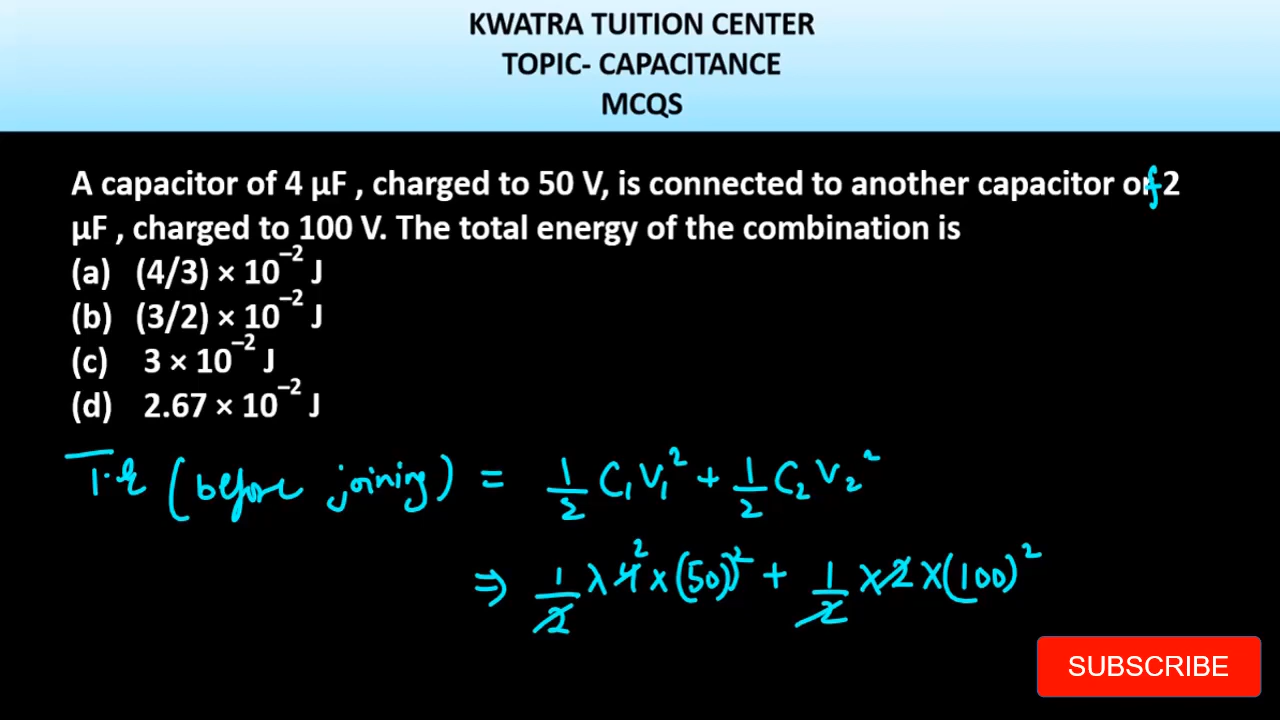 KWATRA TUITION CENTER
TOPIC- CAPACITANCE
MCQS
A capacitor of 4 μF , charged to 50 V, is connected to another capacitor of 2
μF , charged to 100 V. The total energy of the combination is
(a) (4/3) × 10⁻² J
(b) (3/2) × 10⁻² J
(c) 3 × 10⁻² J
(d) 2.67 × 10⁻² J
T.E (before joining) = 1/2 C₁V₁² + 1/2 C₂V₂²
⇒ 1/2 × 4² × (50)² + 1/2 × 2 × (100)²
SUBSCRIBE